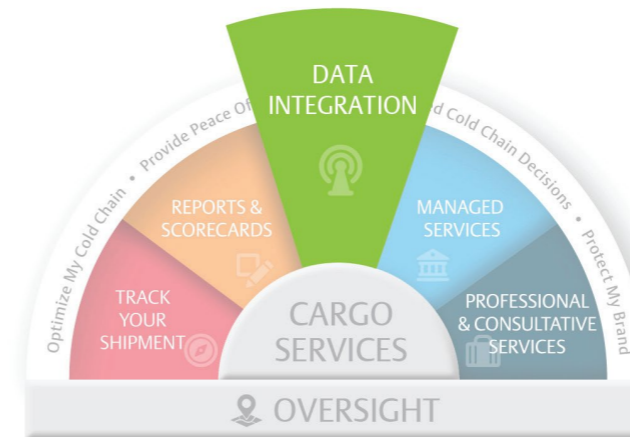 Optimize My Cold Chain • Provide Peace Of
d Cold Chain Decisions • Protect My Brand
DATA
INTEGRATION
REPORTS &
SCORECARDS
MANAGED
SERVICES
TRACK
YOUR
SHIPMENT
PROFESSIONAL
& CONSULTATIVE
SERVICES
CARGO
SERVICES
OVERSIGHT